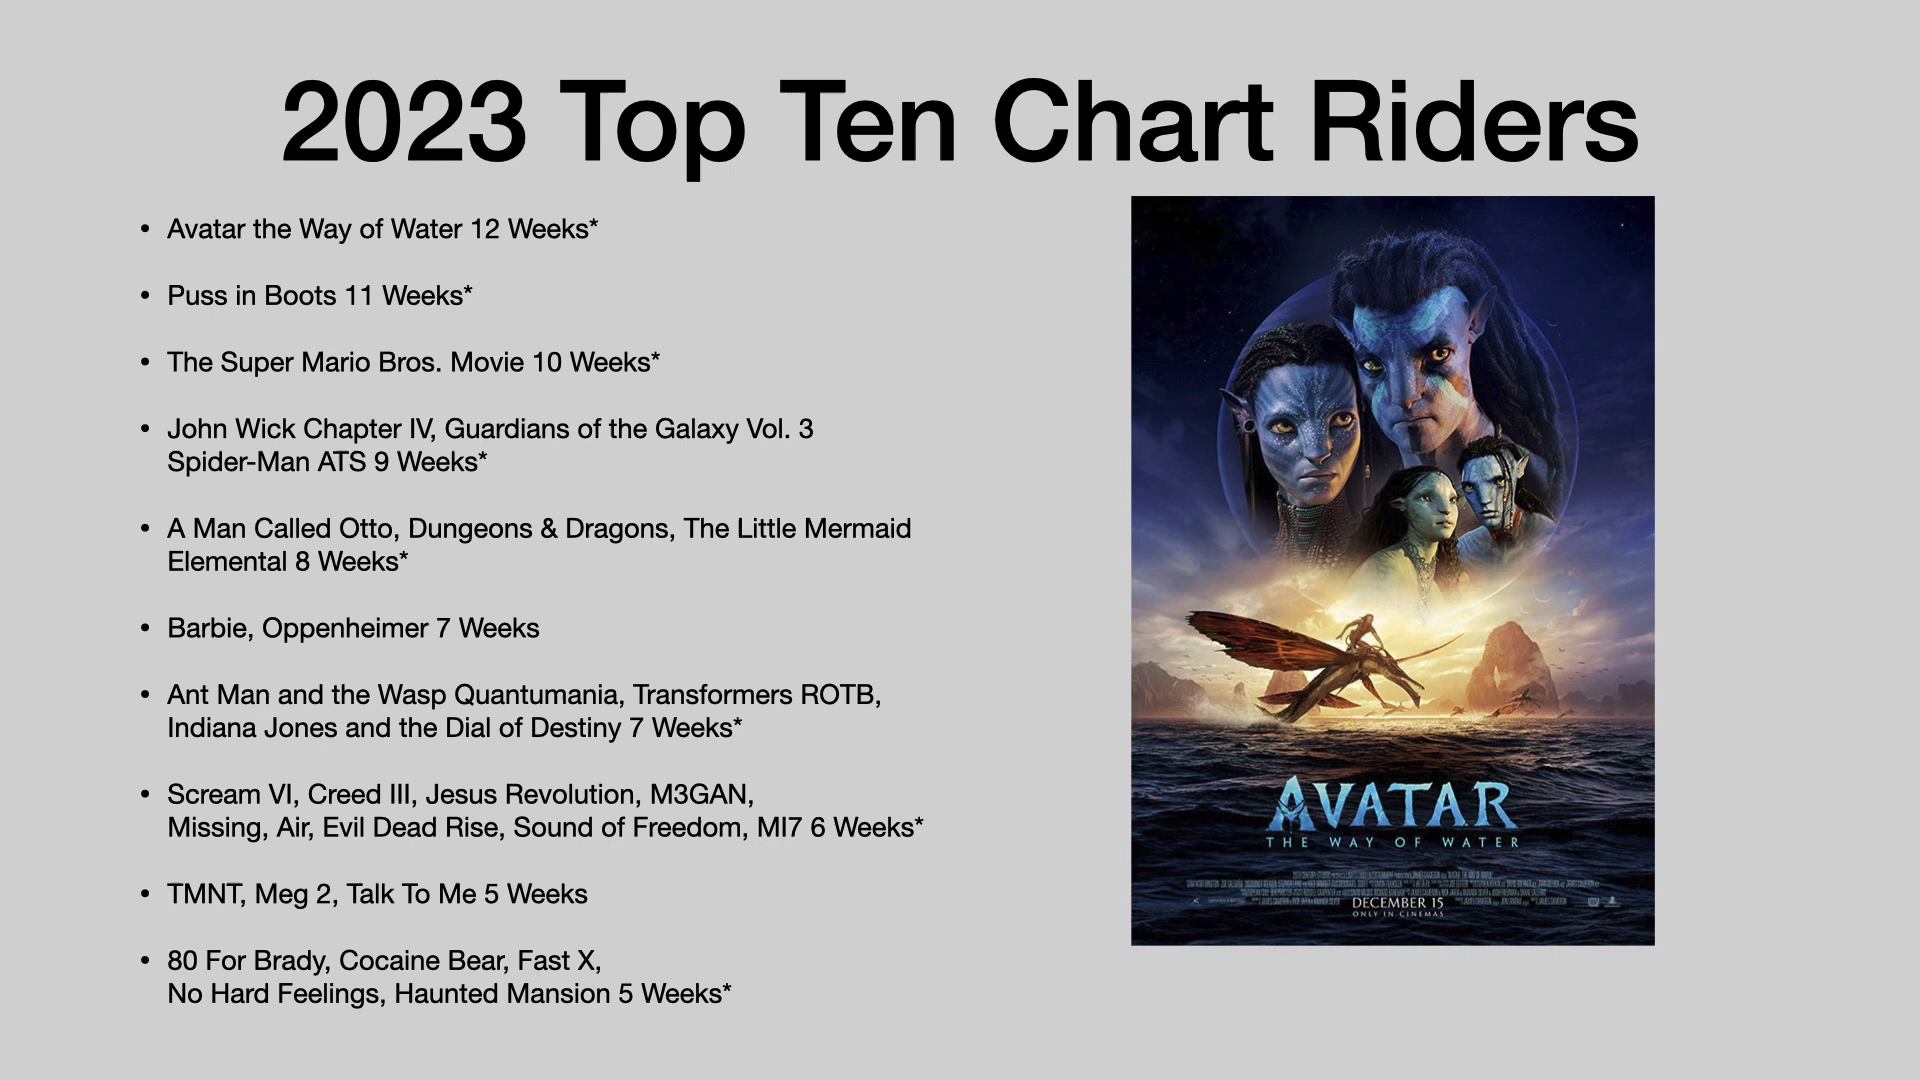 2023 Top Ten Chart Riders
• Avatar the Way of Water 12 Weeks*
• Puss in Boots 11 Weeks*
• The Super Mario Bros. Movie 10 Weeks*
• John Wick Chapter IV, Guardians of the Galaxy Vol. 3
Spider-Man ATS 9 Weeks*
• A Man Called Otto, Dungeons & Dragons, The Little Mermaid
Elemental 8 Weeks*
• Barbie, Oppenheimer 7 Weeks
• Ant Man and the Wasp Quantumania, Transformers ROTB,
Indiana Jones and the Dial of Destiny 7 Weeks*
• Scream VI, Creed III, Jesus Revolution, M3GAN,
Missing, Air, Evil Dead Rise, Sound of Freedom, MI7 6 Weeks*
• TMNT, Meg 2, Talk To Me 5 Weeks
• 80 For Brady, Cocaine Bear, Fast X,
No Hard Feelings, Haunted Mansion 5 Weeks*
AVATAR
THE WAY OF WATER
DECEMBER 15
ONLY IN CINEMAS